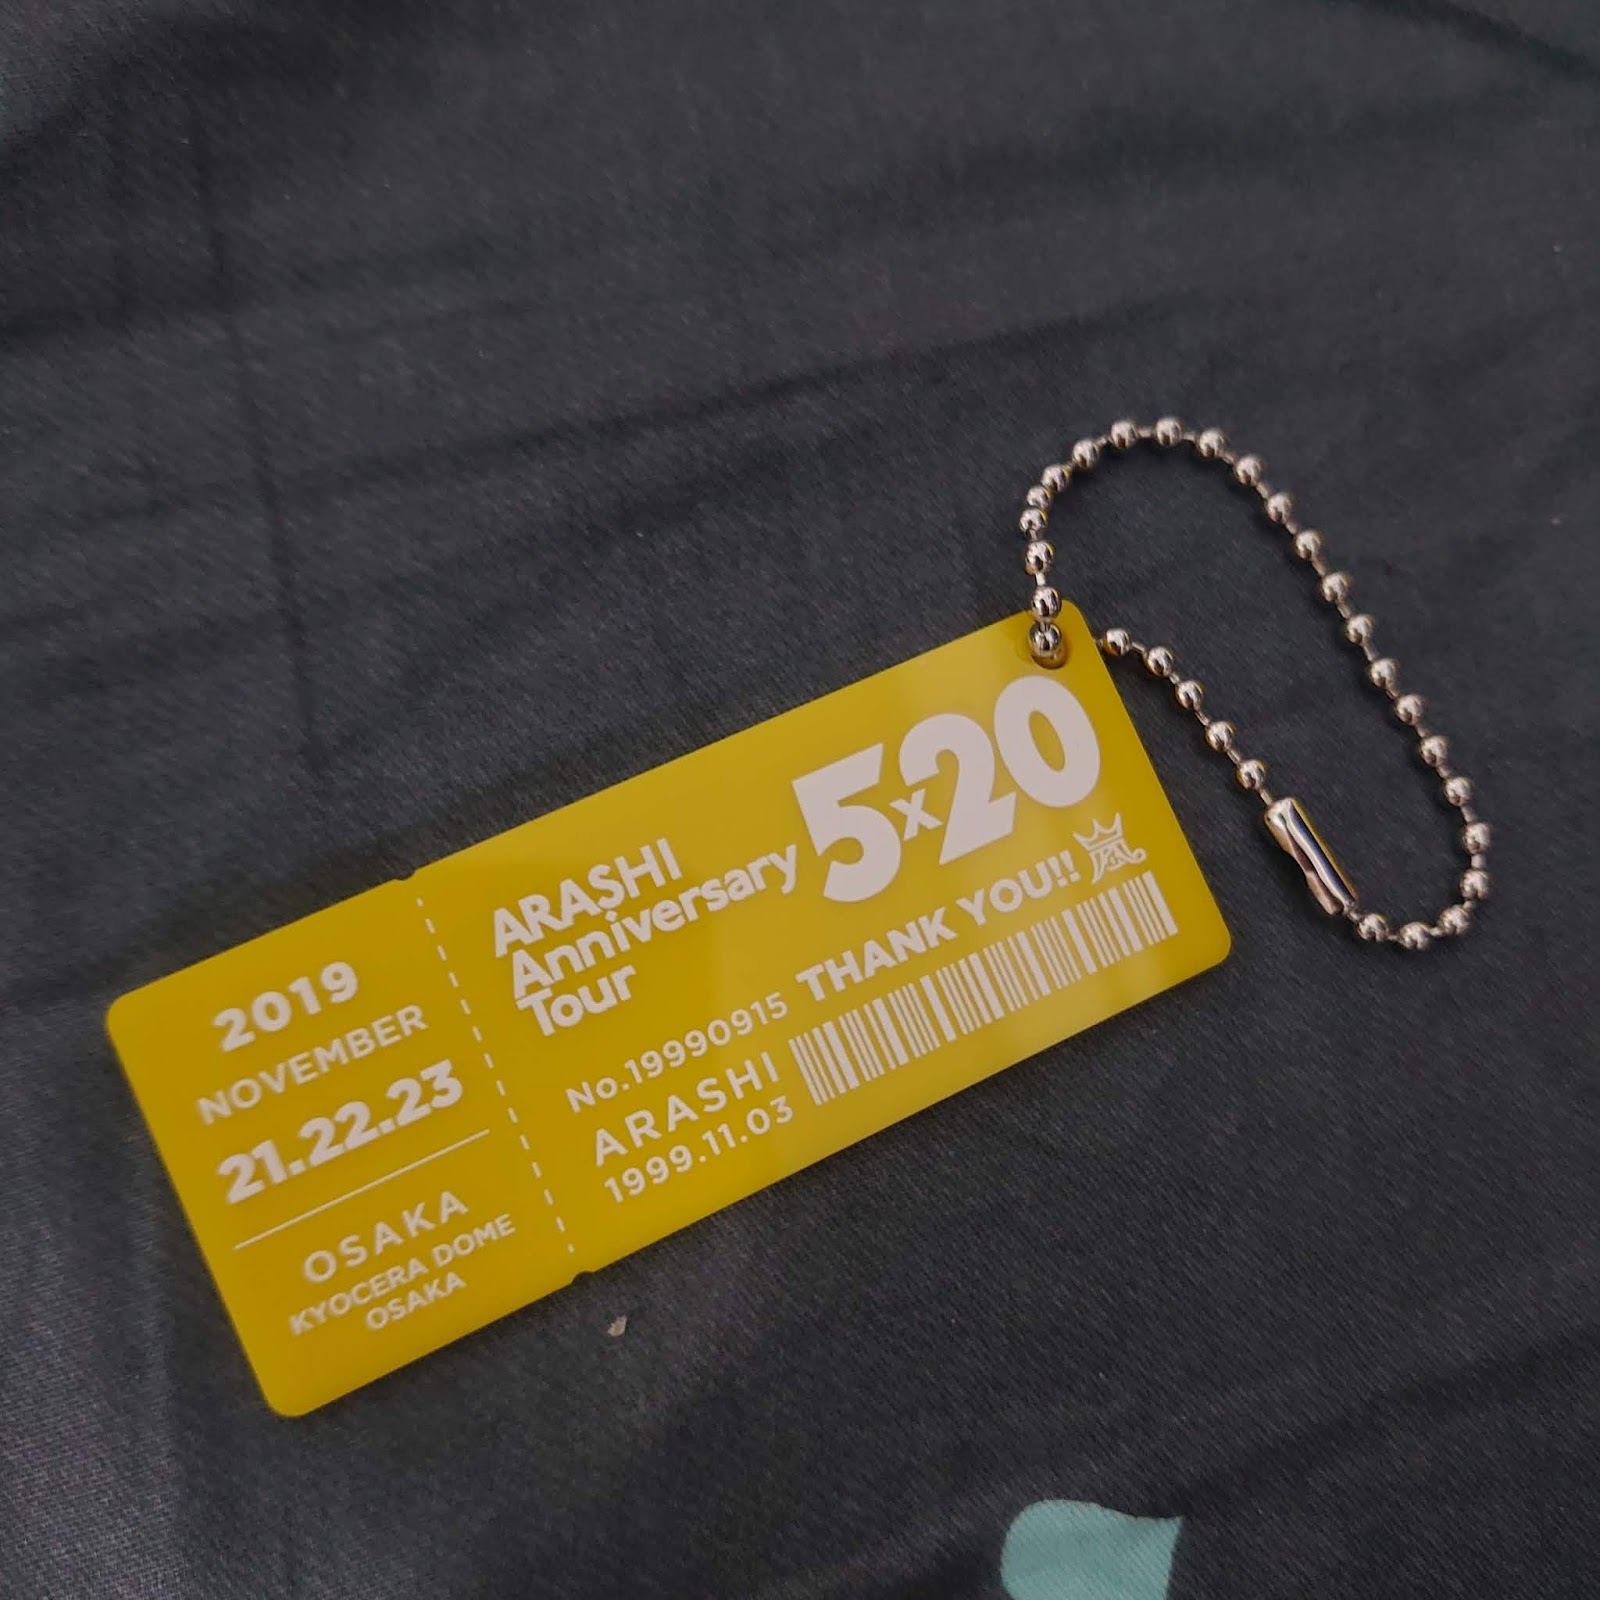 2019
NOVEMBER
21.22.23
OSAKA
KYOCERA DOME
OSAKA
ARASHI
Anniversary
Tour
5x20
No.19990915 THANK YOU!! 嵐
ARASHI
1999.11.03